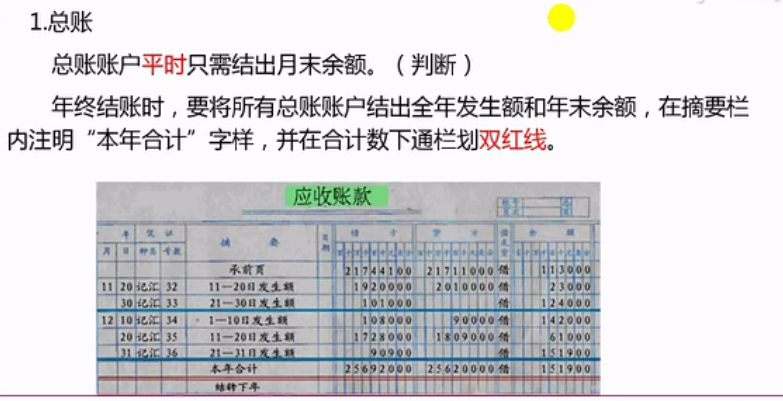 1.总账
总账账户平时只需结出月末余额。（判断）
年终结账时，要将所有总账账户结出全年发生额和年末余额，在摘要栏
内注明“本年合计”字样，并在合计数下通栏划双红线。
应收账款
年 凭证 摘要 日期 借方 贷方 余额
月 日 种类 号数
承前页 21744100 21711000 借 113000
11 20 记汇 32 11—20日发生额 1920000 2010000 借 23000
30 记汇 33 21—30日发生额 101000 借 124000
12 10 记汇 34 1—10日发生额 108000 90000 借 142000
20 记汇 35 11—20日发生额 1728000 1809000 借 61000
31 记汇 36 21—31日发生额 90900 借 151900
本年合计 25692000 25620000 借 151900
结转下年